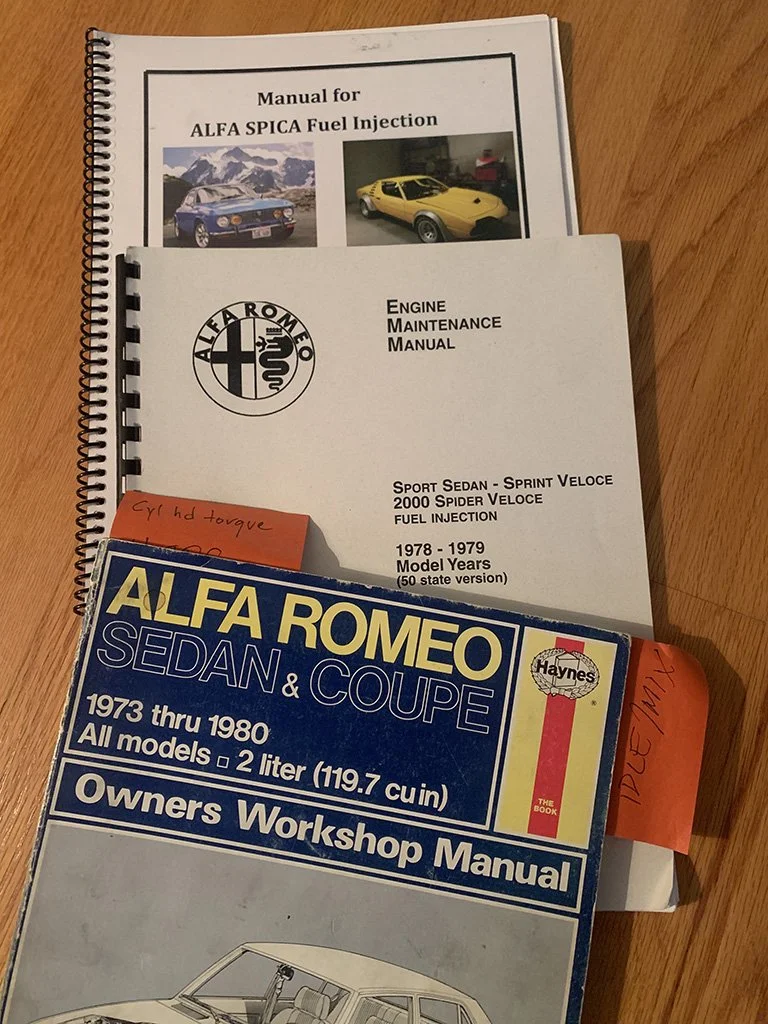 Manual for
ALFA SPICA Fuel Injection
ALFA ROMEO
ENGINE
MAINTENANCE
MANUAL
SPORT SEDAN - SPRINT VELOCE
2000 SPIDER VELOCE
FUEL INJECTION
1978 - 1979
Model Years
(50 state version)
Cyl hd torque
ALFA ROMEO
SEDAN & COUPE
1973 thru 1980
All models □ 2 liter (119.7 cu in)
Haynes
®
THE
BOOK
IDLE/MIX
Owners Workshop Manual